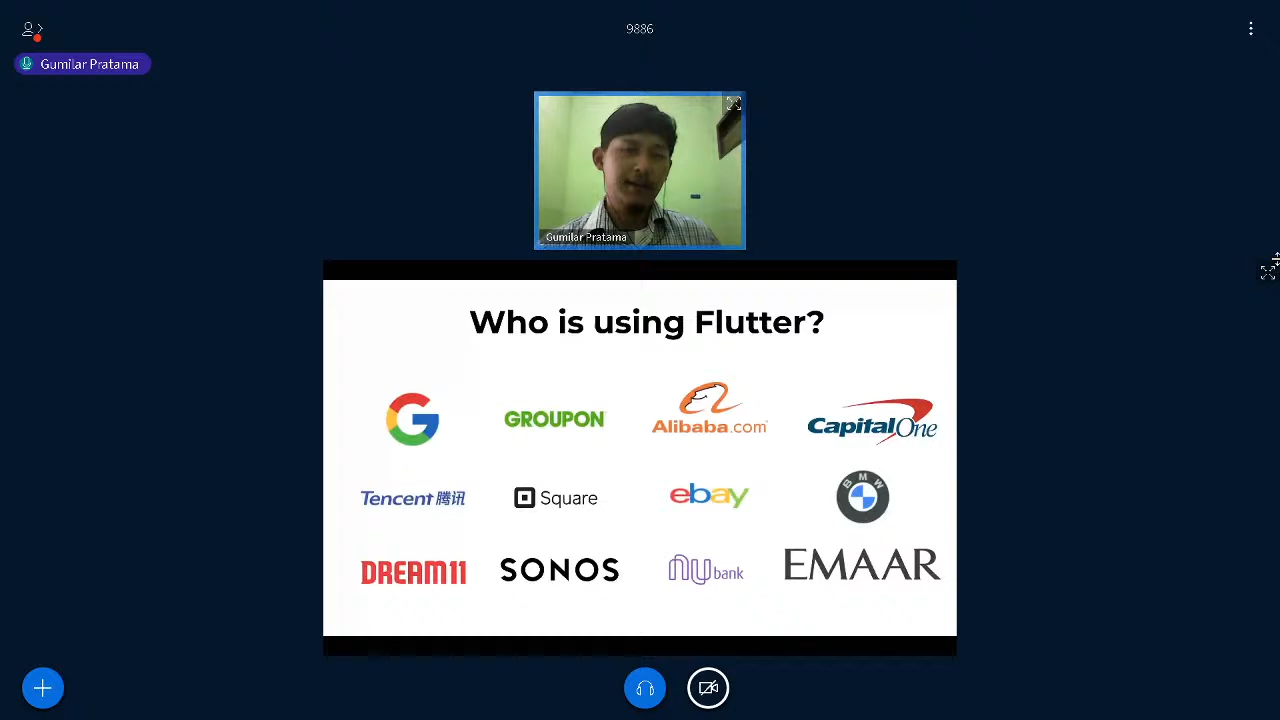 9886
Gumilar Pratama
Gumilar Pratama
Who is using Flutter?
G GROUPON Alibaba.com CapitalOne
Tencent 腾讯 Square ebay BMW
DREAM11 SONOS nu bank EMAAR